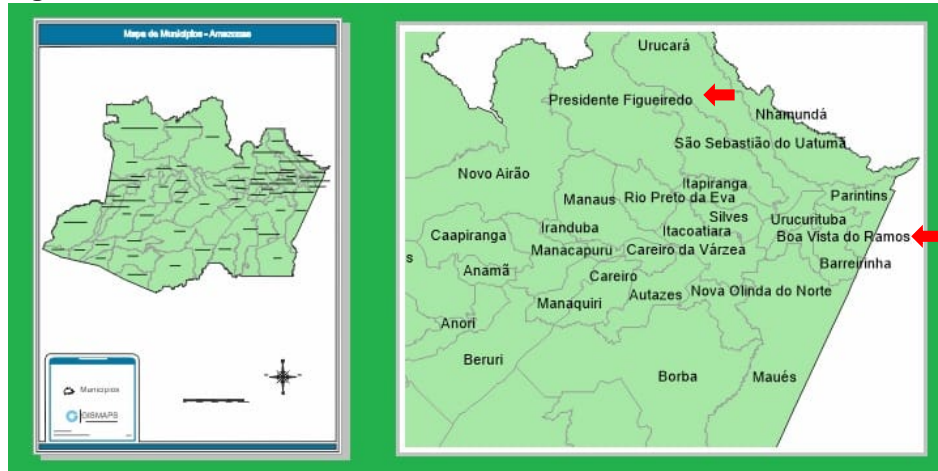 Mapa de Municípios - Amazonas
Municípios
GISMAPS
Urucará
Presidente Figueiredo
Nhamundá
São Sebastião do Uatumã
Novo Airão
Itapiranga
Manaus
Rio Preto da Eva
Parintins
Silves
Urucurituba
Caapiranga
Iranduba
Itacoatiara
Boa Vista do Ramos
s
Manacapuru
Careiro da Várzea
Barreirinha
Anamã
Careiro
Manaquiri
Autazes
Nova Olinda do Norte
Anori
Beruri
Borba
Maués